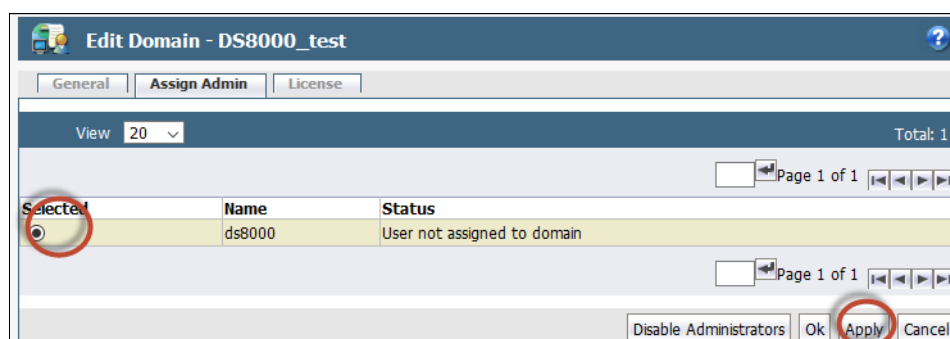 Edit Domain - DS8000_test
?
General Assign Admin License
View 20 Total: 1
Page 1 of 1
Selected Name Status
ds8000 User not assigned to domain
Page 1 of 1
Disable Administrators Ok Apply Cancel